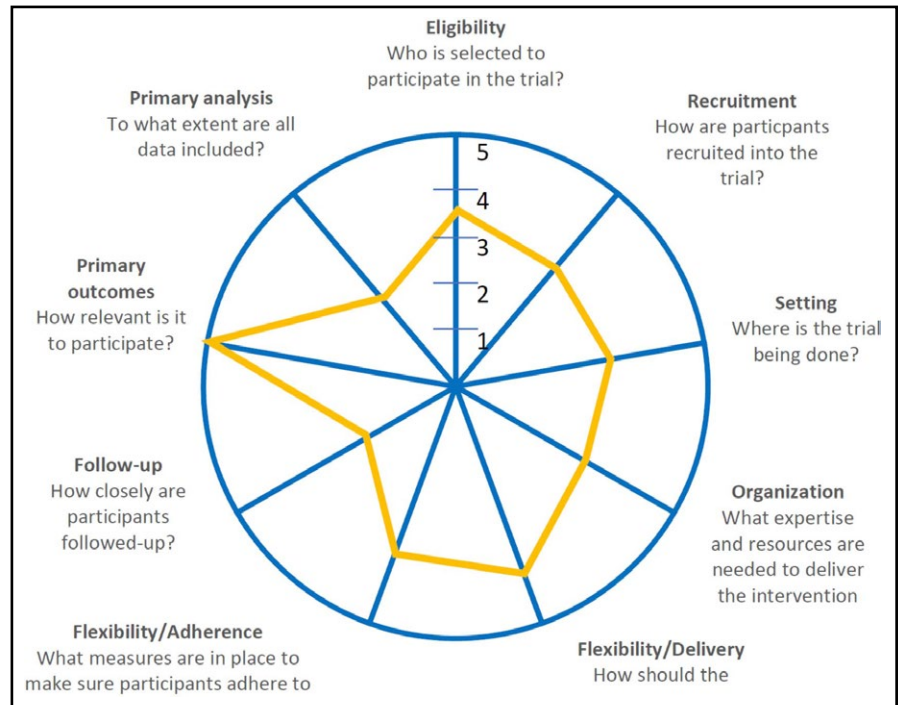 Eligibility
Who is selected to
participate in the trial?
Recruitment
How are particpants
recruited into the
trial?
Setting
Where is the trial
being done?
Organization
What expertise
and resources are
needed to deliver
the intervention
Flexibility/Delivery
How should the
Flexibility/Adherence
What measures are in place to
make sure participants adhere to
Follow-up
How closely are
participants
followed-up?
Primary
outcomes
How relevant is it
to participate?
Primary analysis
To what extent are all
data included?
5
4
3
2
1